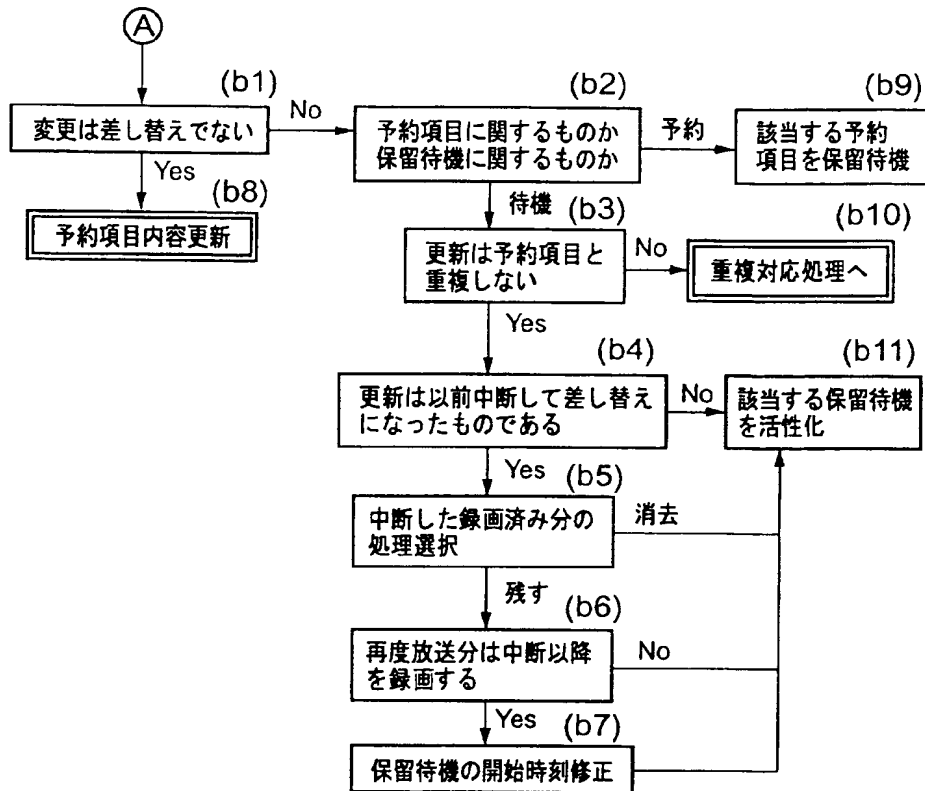 A
(b1)
変更は差し替えでない
No
Yes
(b2)
予約項目に関するものか
保留待機に関するものか
予約
待機
(b9)
該当する予約
項目を保留待機
(b8)
予約項目内容更新
(b3)
更新は予約項目と
重複しない
No
Yes
(b10)
重複対応処理へ
(b4)
更新は以前中断して差し替え
になったものである
No
Yes
(b11)
該当する保留待機
を活性化
(b5)
中断した録画済み分の
処理選択
消去
残す
(b6)
再度放送分は中断以降
を録画する
No
Yes
(b7)
保留待機の開始時刻修正